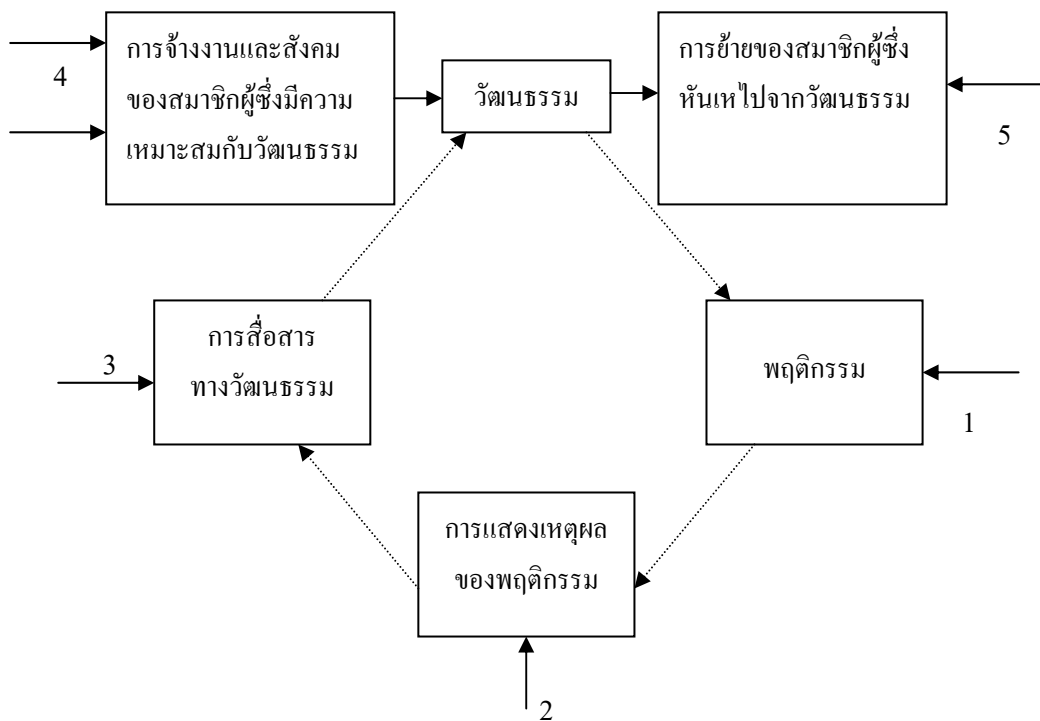 การจ้างงานและสังคม
ของสมาชิกผู้ซึ่งมีความ
เหมาะสมกับวัฒนธรรม
4
วัฒนธรรม
การย้ายของสมาชิกผู้ซึ่ง
หันเหไปจากวัฒนธรรม
5
การสื่อสาร
ทางวัฒนธรรม
3
พฤติกรรม
1
การแสดงเหตุผล
ของพฤติกรรม
2